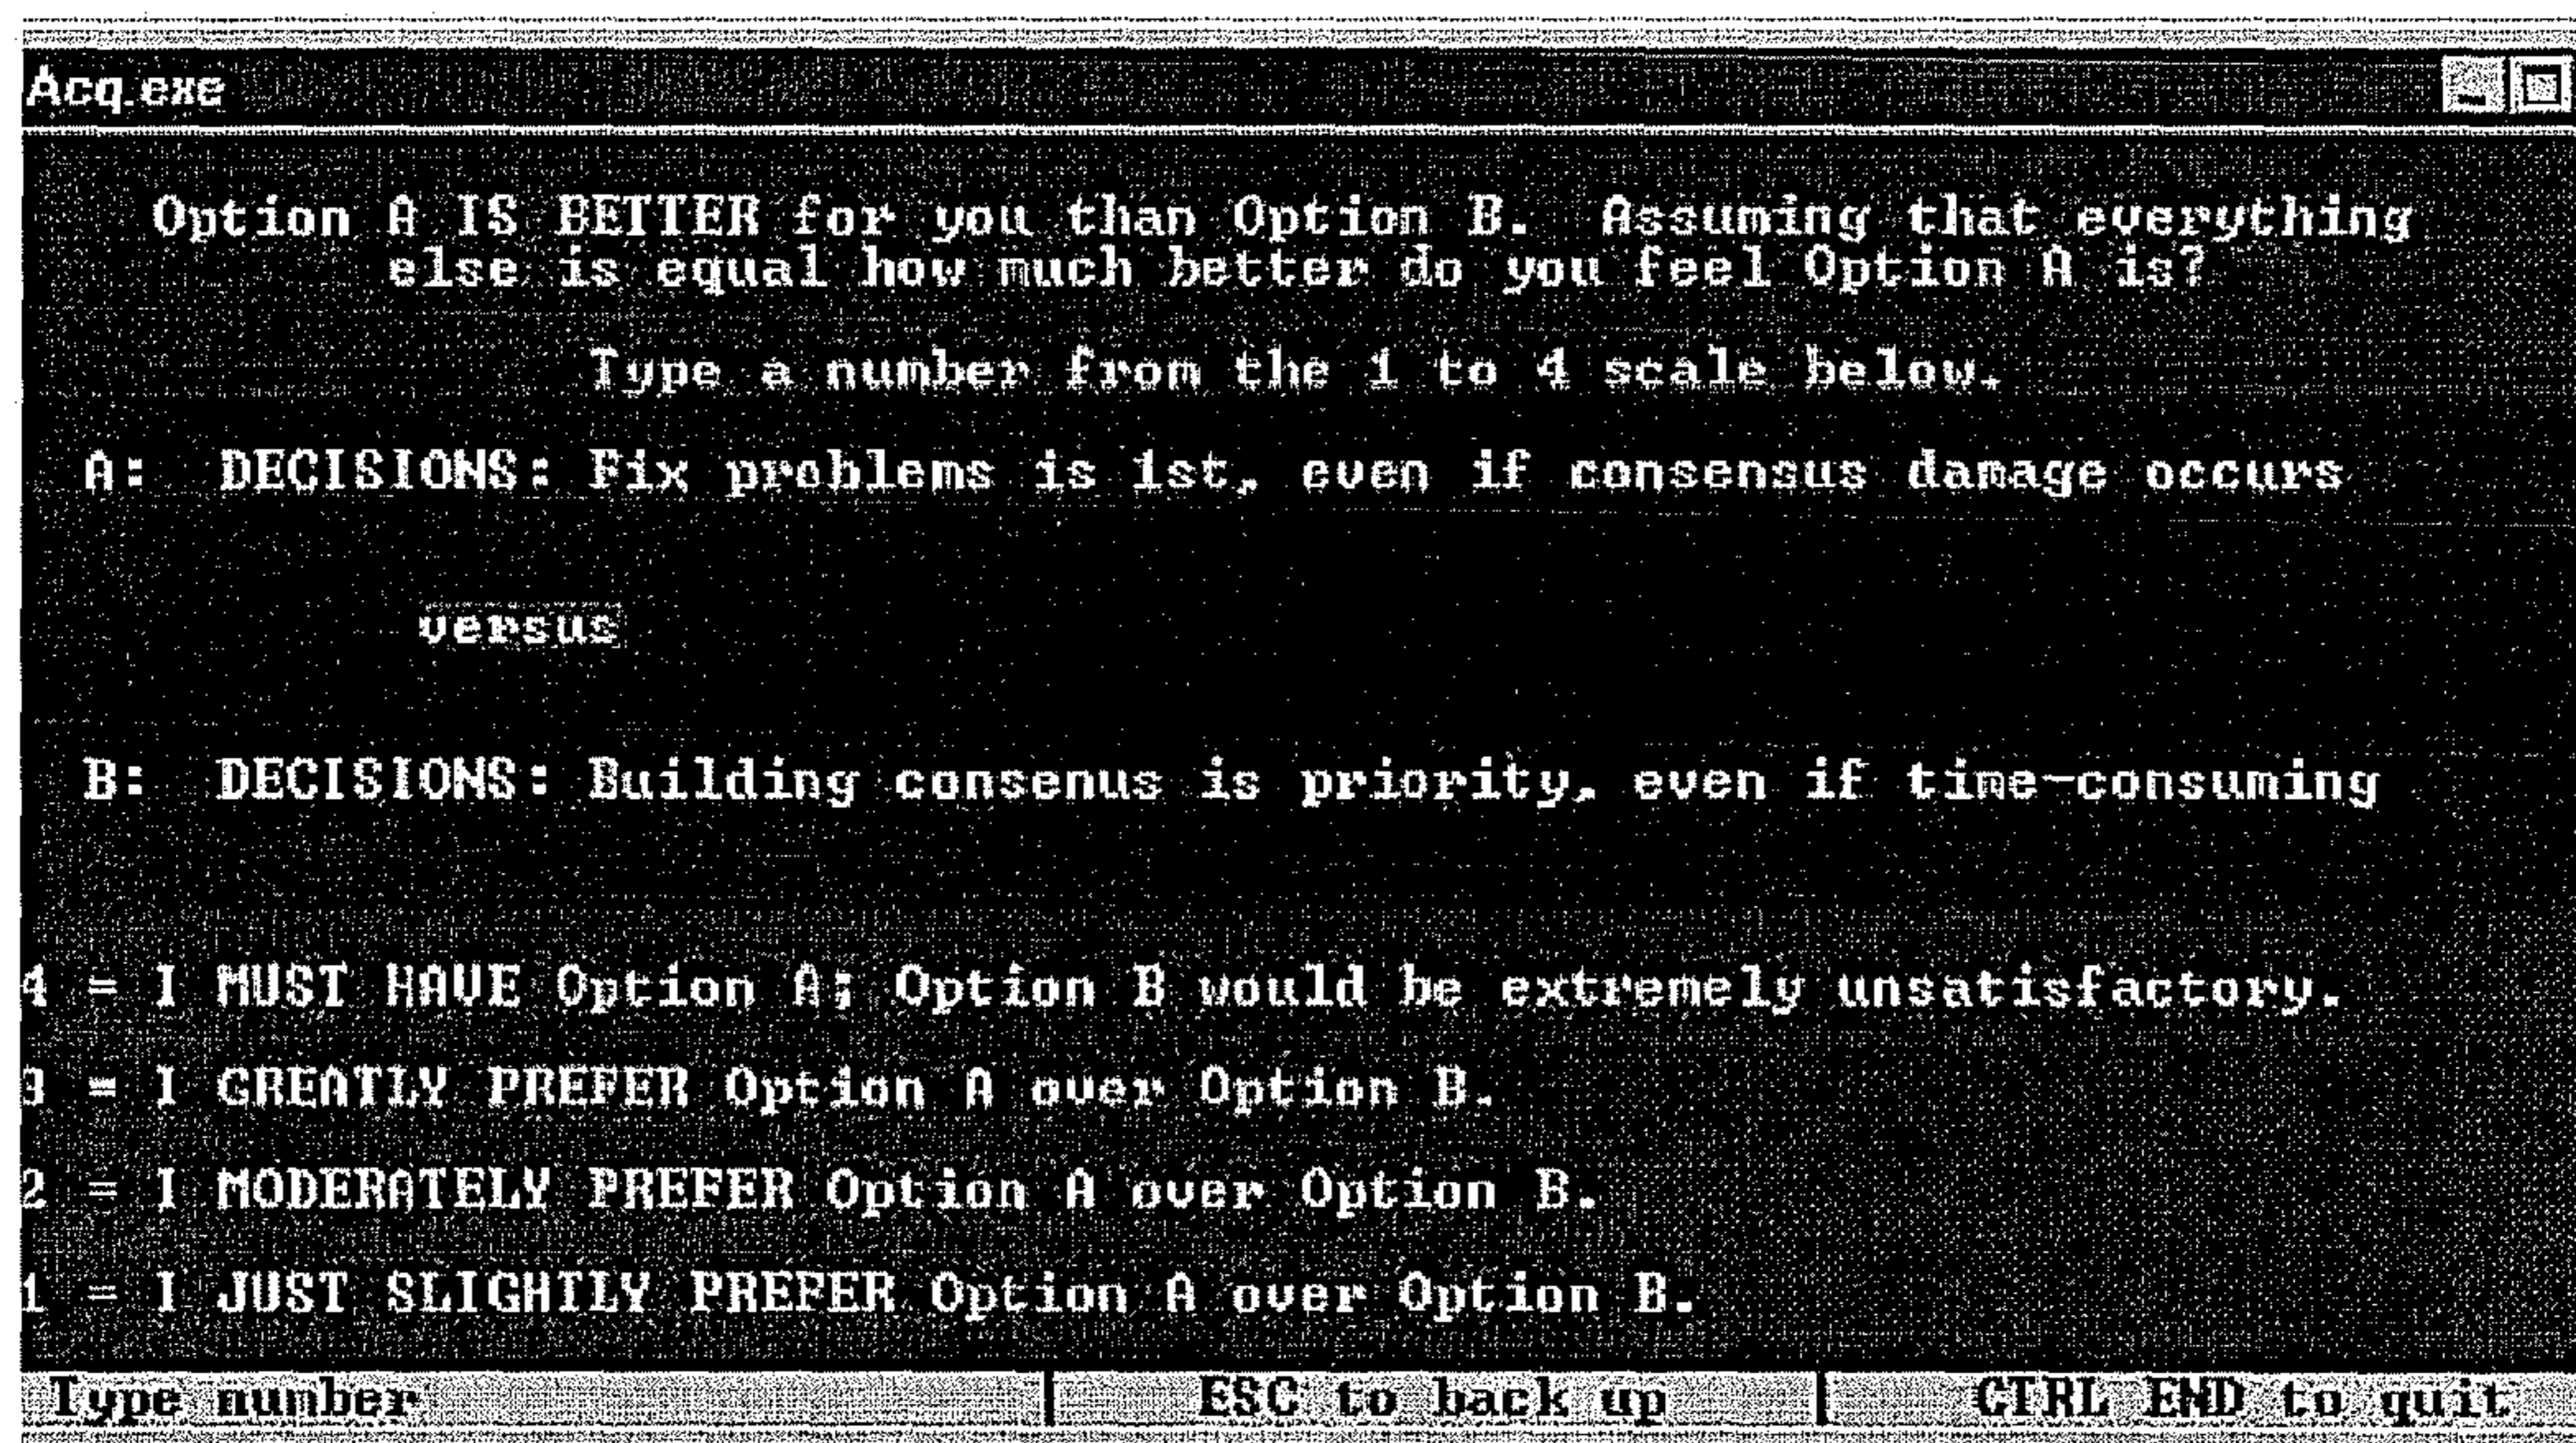 Acq.exe
Option A IS BETTER for you than Option B. Assuming that everything
else is equal how much better do you feel Option A is?
Type a number from the 1 to 4 scale below.
A: DECISIONS: Fix problems is 1st, even if consensus damage occurs
versus
B: DECISIONS: Building consenus is priority, even if time-consuming
4 = I MUST HAVE Option A; Option B would be extremely unsatisfactory.
3 = I GREATLY PREFER Option A over Option B.
2 = I MODERATELY PREFER Option A over Option B.
1 = I JUST SLIGHTLY PREFER Option A over Option B.
Type number | ESC to back up | CTRL END to quit